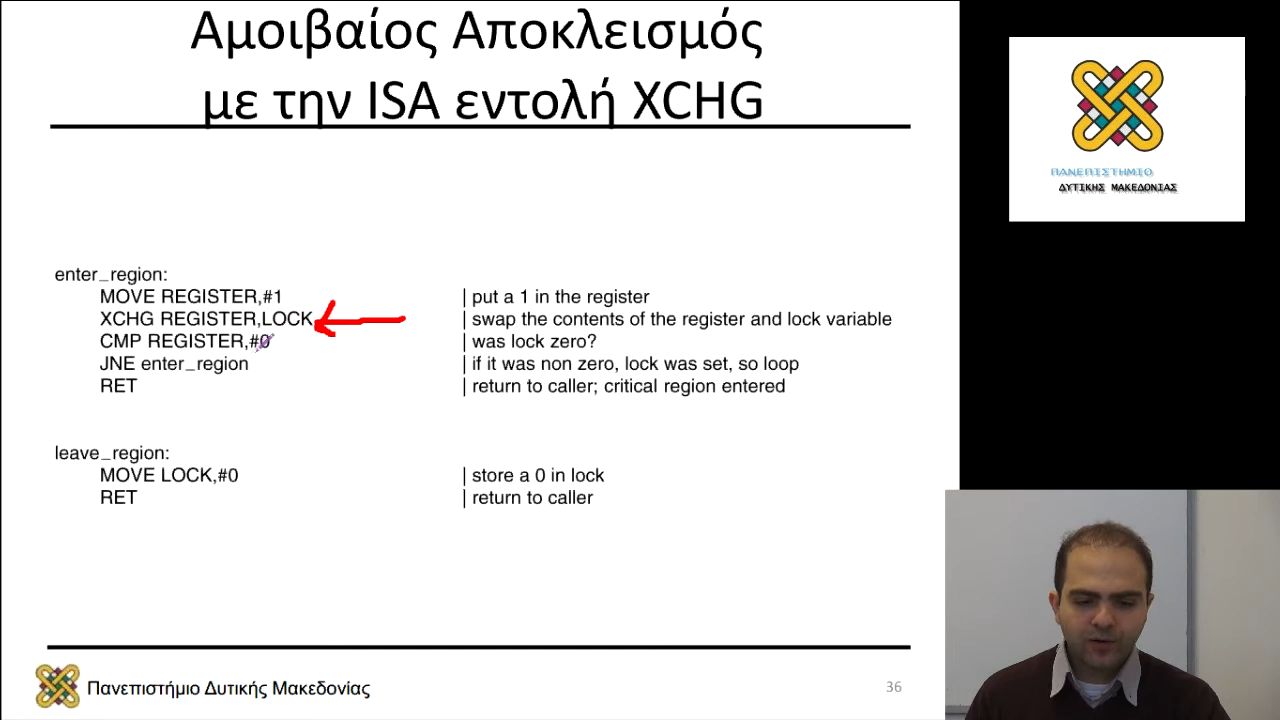 Αμοιβαίος Αποκλεισμός
με την ISA εντολή XCHG
ΠΑΝΕΠΙΣΤΗΜΙΟ
ΔΥΤΙΚΗΣ ΜΑΚΕΔΟΝΙΑΣ
enter_region:
MOVE REGISTER,#1 | put a 1 in the register
XCHG REGISTER,LOCK | swap the contents of the register and lock variable
CMP REGISTER,#0 | was lock zero?
JNE enter_region | if it was non zero, lock was set, so loop
RET | return to caller; critical region entered
leave_region:
MOVE LOCK,#0 | store a 0 in lock
RET | return to caller
Πανεπιστήμιο Δυτικής Μακεδονίας
36